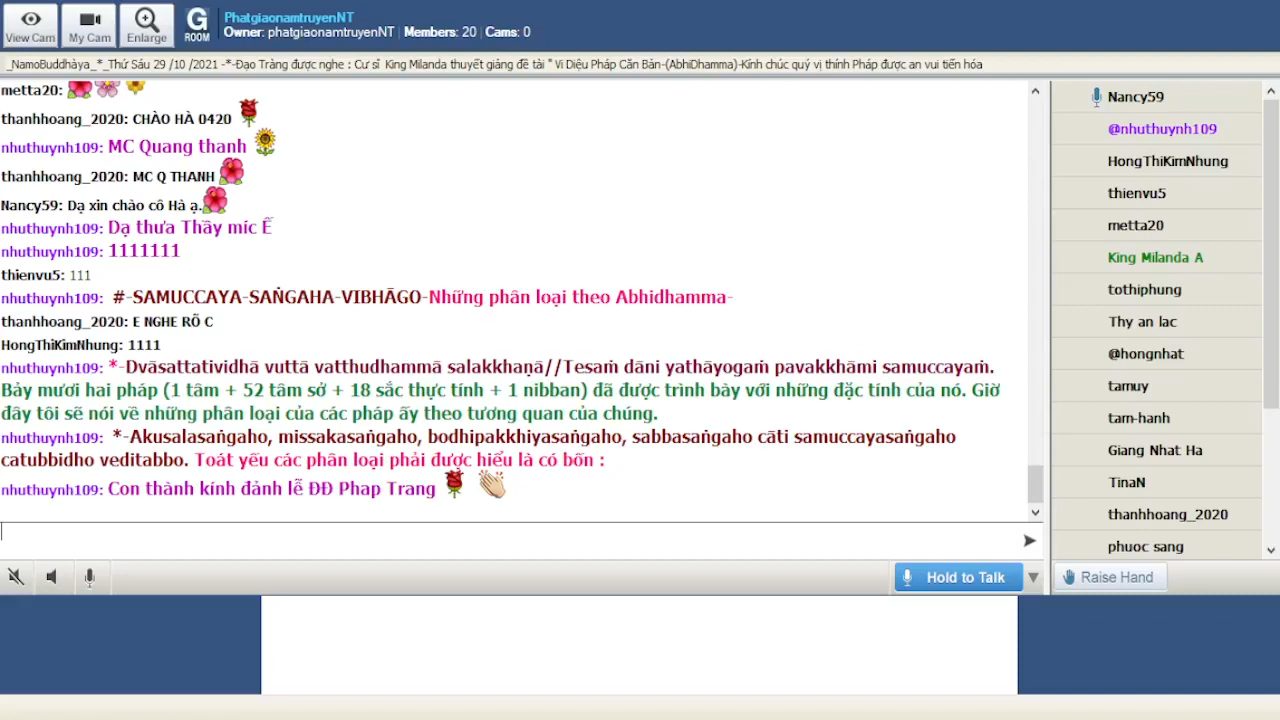 PhatgiaonamtruyenNT
Owner: phatgiaonamtruyenNT | Members: 20 | Cams: 0
View Cam
My Cam
Enlarge
G
ROOM
_NamoBuddhàya_*_Thứ Sáu 29 /10 /2021 -*-Đạo Tràng được nghe : Cư sĩ King Milanda thuyết giảng đề tài " Vi Diệu Pháp Căn Bản-(AbhiDhamma)-Kính chúc quý vị thính Pháp được an vui tiến hóa
metta20:
thanhhoang_2020: CHÀO HÀ 0420
nhuthuynh109: MC Quang thanh
thanhhoang_2020: MC Q THANH
Nancy59: Dạ xin chào cô Hà ạ.
nhuthuynh109: Dạ thưa Thầy míc Ễ
nhuthuynh109: 1111111
thienvu5: 111
nhuthuynh109: #-SAMUCCAYA-SAṄGAHA-VIBHĀGO-Những phân loại theo Abhidhamma-
thanhhoang_2020: E NGHE RÕ C
HongThiKimNhung: 1111
nhuthuynh109: *-Dvāsattatividhā vuttā vatthudhammā salakkhaṇā//Tesaṁ dāni yathāyogaṁ pavakkhāmi samuccayaṁ.
Bảy mươi hai pháp (1 tâm + 52 tâm sở + 18 sắc thực tính + 1 nibban) đã được trình bày với những đặc tính của nó. Giờ
đây tôi sẽ nói về những phân loại của các pháp ấy theo tương quan của chúng.
nhuthuynh109: *-Akusalasaṅgaho, missakasaṅgaho, bodhipakkhiyasaṅgaho, sabbasaṅgaho cāti samuccayasaṅgaho
catubbidho veditabbo. Toát yếu các phân loại phải được hiểu là có bốn :
nhuthuynh109: Con thành kính đảnh lễ ĐĐ Phap Trang
Nancy59
@nhuthuynh109
HongThiKimNhung
thienvu5
metta20
King Milanda A
tothiphung
Thy an lac
@hongnhat
tamuy
tam-hanh
Giang Nhat Ha
TinaN
thanhhoang_2020
phuoc sang
Hold to Talk
Raise Hand